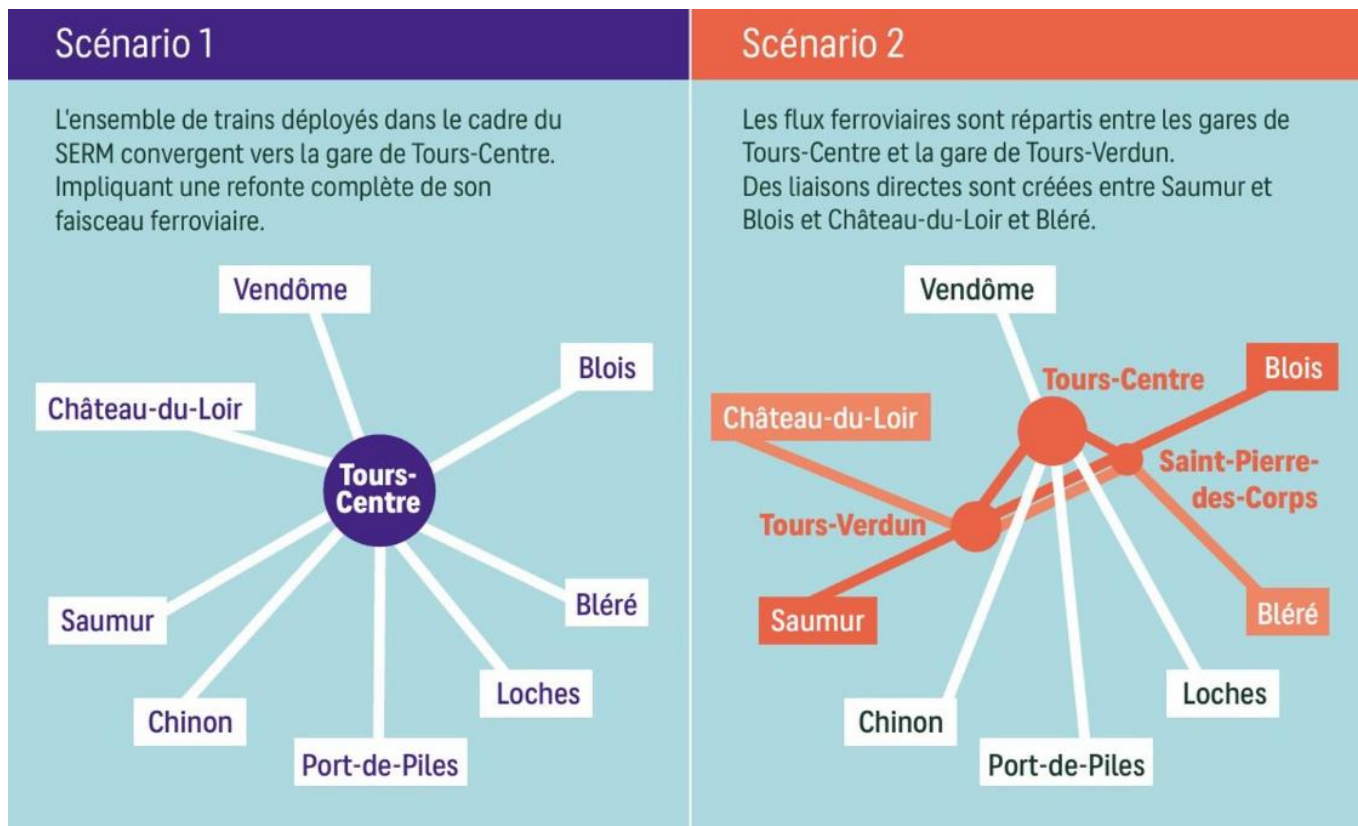 Scénario 1
L'ensemble de trains déployés dans le cadre du
SERM convergent vers la gare de Tours-Centre.
Impliquant une refonte complète de son
faisceau ferroviaire.
Vendôme
Blois
Château-du-Loir
Tours-
Centre
Saumur
Bléré
Chinon
Loches
Port-de-Piles
Scénario 2
Les flux ferroviaires sont répartis entre les gares de
Tours-Centre et la gare de Tours-Verdun.
Des liaisons directes sont créées entre Saumur et
Blois et Château-du-Loir et Bléré.
Vendôme
Blois
Tours-Centre
Château-du-Loir
Saint-Pierre-
des-Corps
Tours-Verdun
Saumur
Bléré
Loches
Chinon
Port-de-Piles